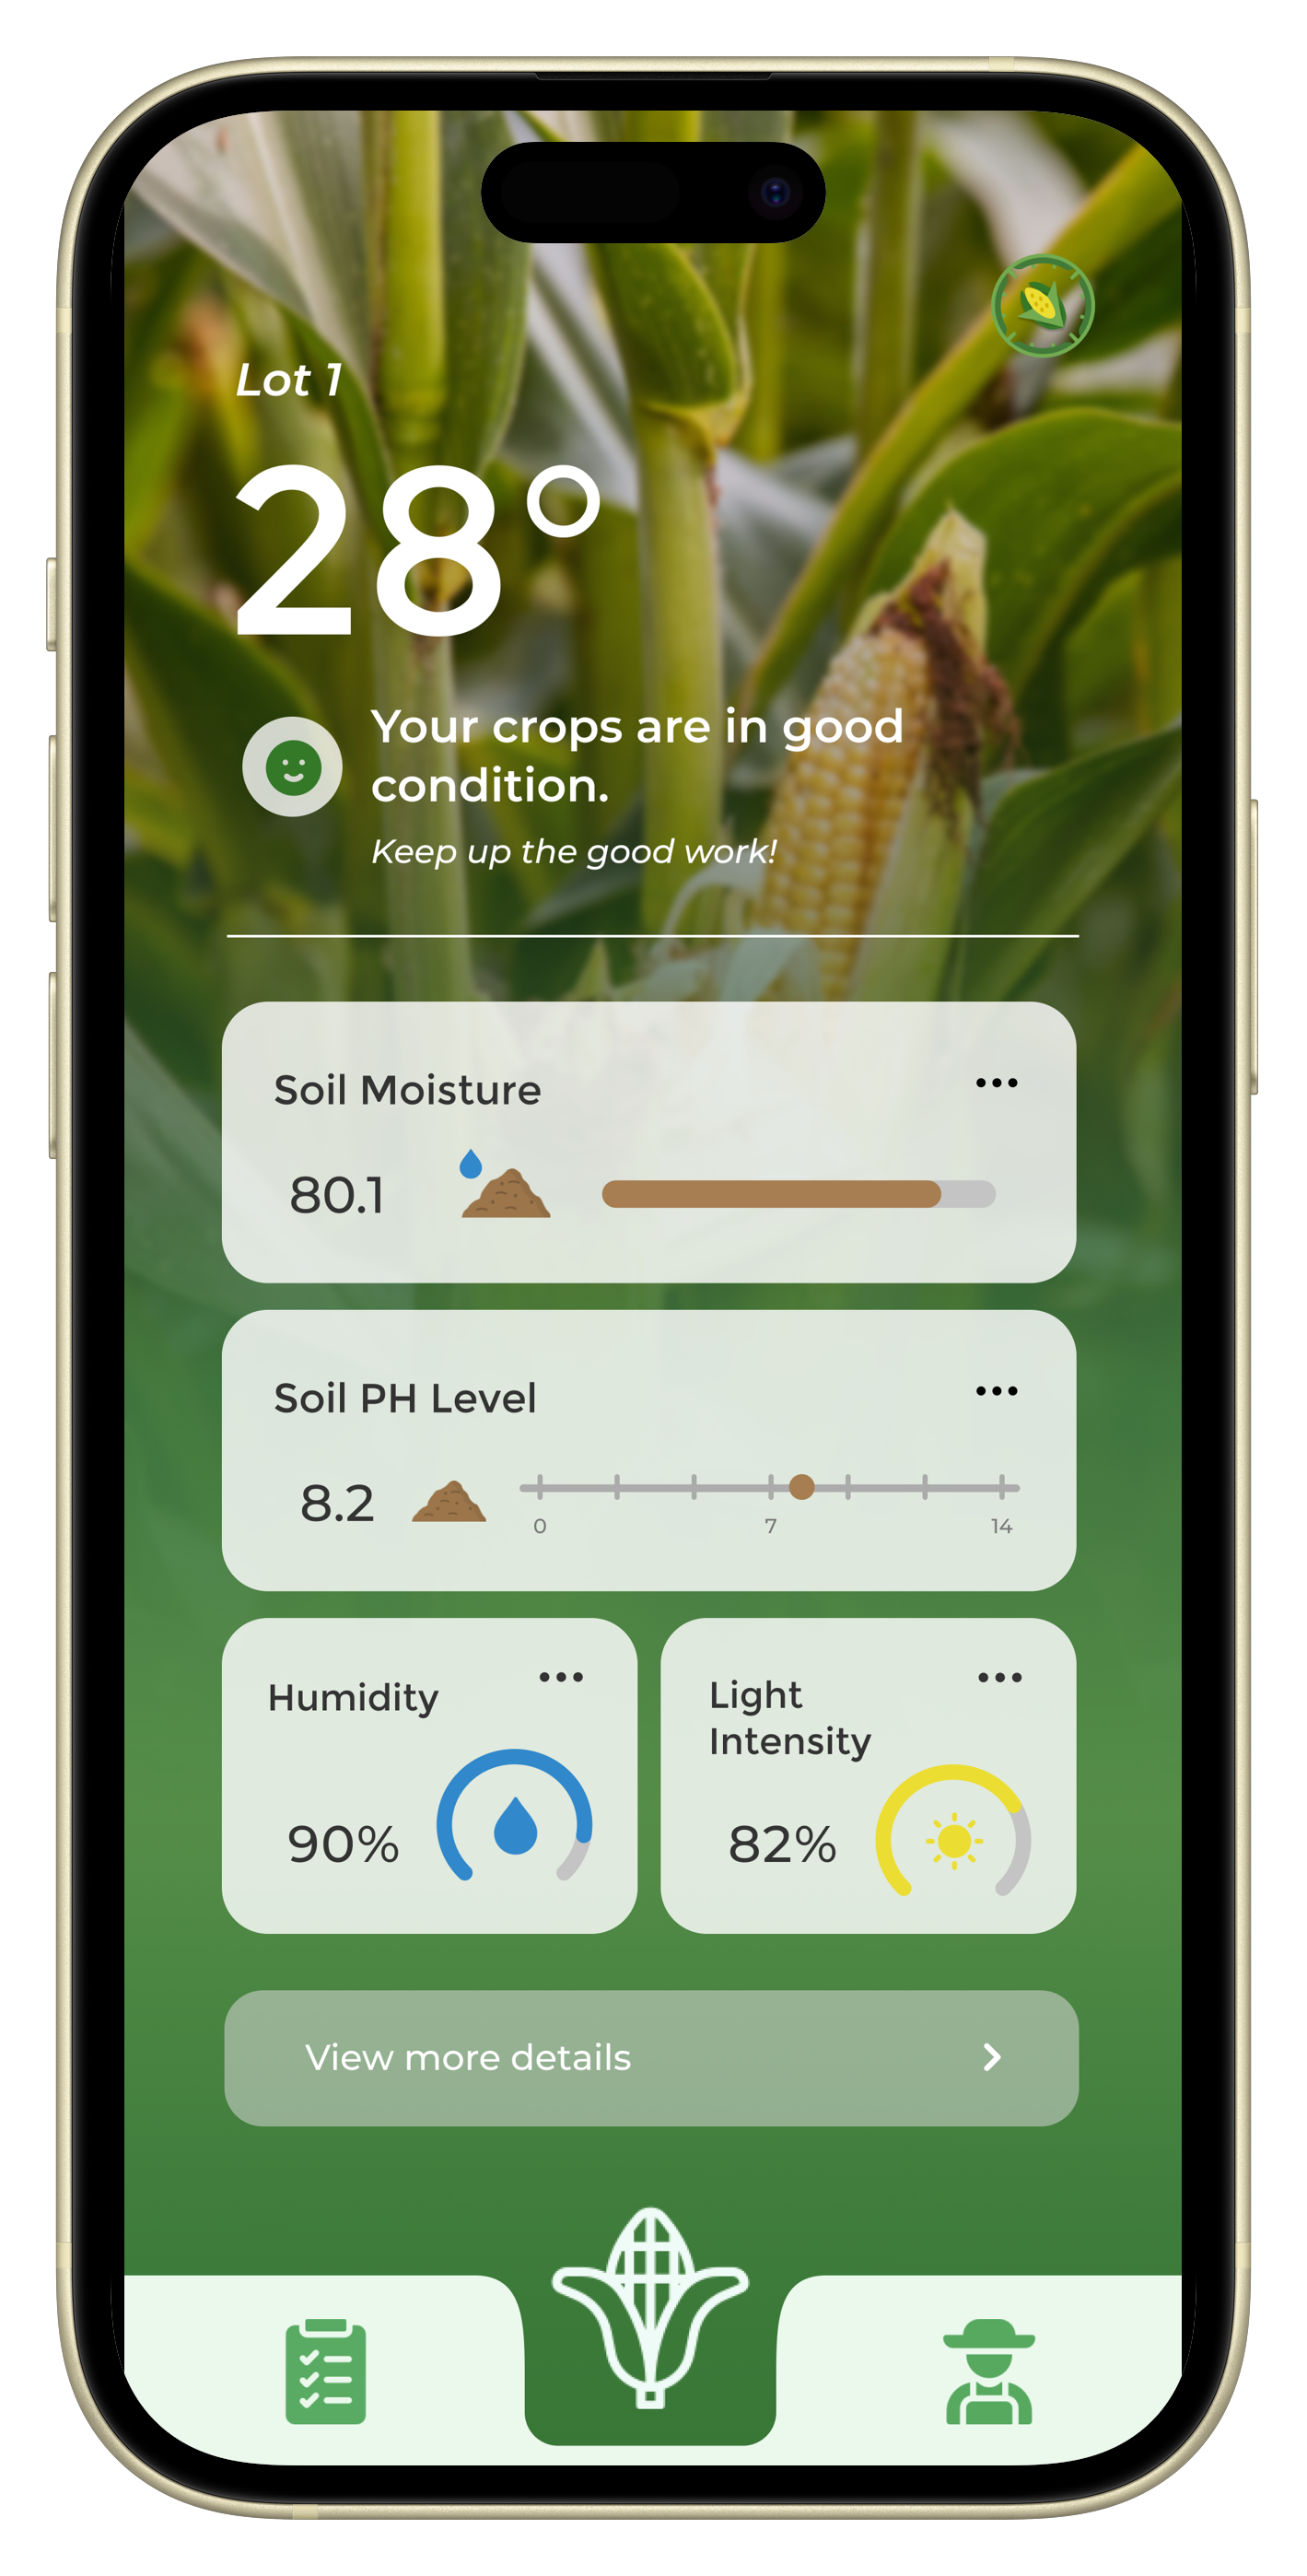 Lot 1
28°
Your crops are in good
condition.
Keep up the good work!
Soil Moisture
80.1
Soil PH Level
8.2
0 7 14
Humidity
90%
Light
Intensity
82%
View more details